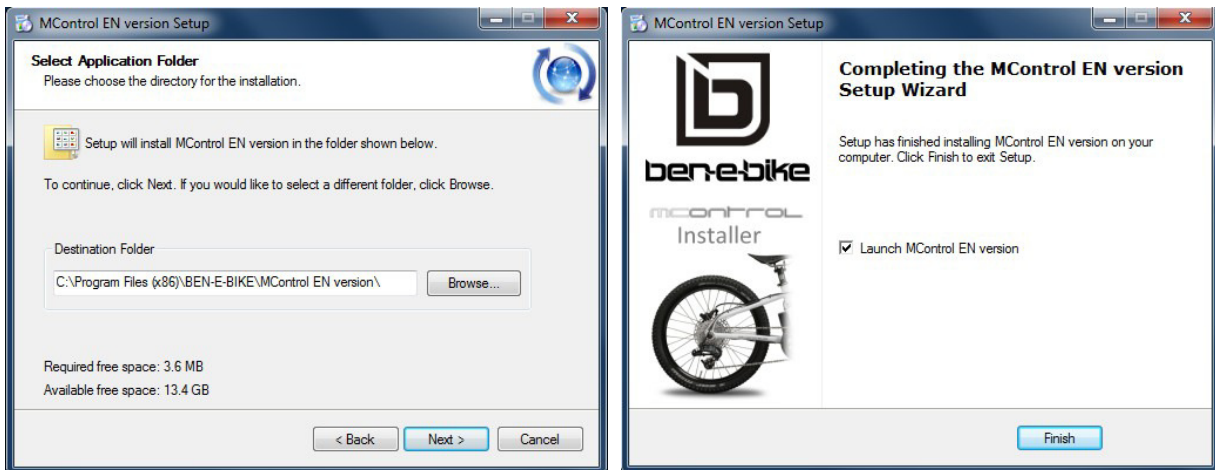 MControl EN version Setup
Select Application Folder
Please choose the directory for the installation.
Setup will install MControl EN version in the folder shown below.
To continue, click Next. If you would like to select a different folder, click Browse.
Destination Folder
C:\Program Files (x86)\BEN-E-BIKE\MControl EN version\
Browse...
Required free space: 3.6 MB
Available free space: 13.4 GB
< Back
Next >
Cancel
MControl EN version Setup
ben-e-bike
mcontrol
Installer
Completing the MControl EN version
Setup Wizard
Setup has finished installing MControl EN version on your
computer. Click Finish to exit Setup.
Launch MControl EN version
Finish